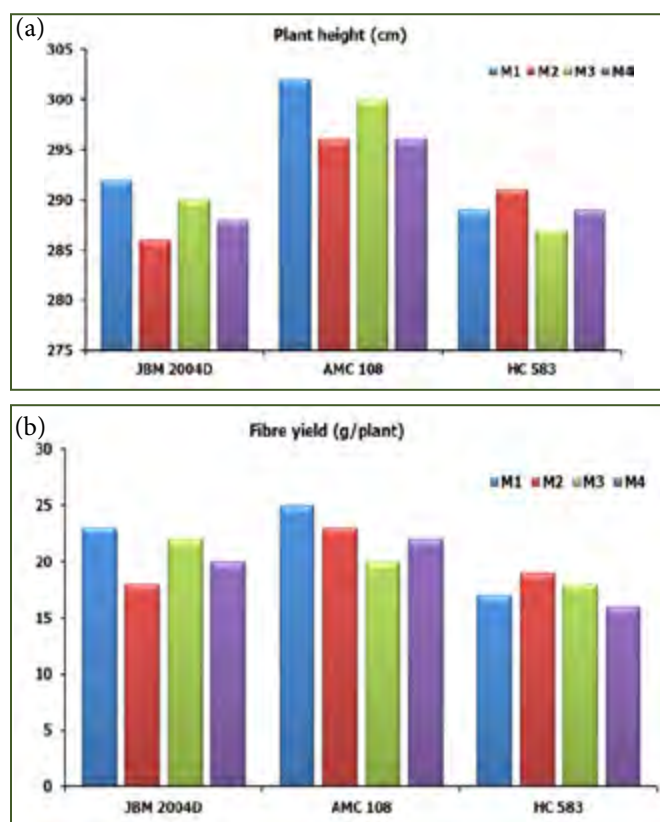 (a)
Plant height (cm)
305
M1 M2 M3 M4
300
295
290
285
280
275
JBM 2004D AMC 108 HC 583
(b)
Fibre yield (g/plant)
30
M1 M2 M3 M4
25
20
15
10
5
0
JBM 2004D AMC 108 HC 583